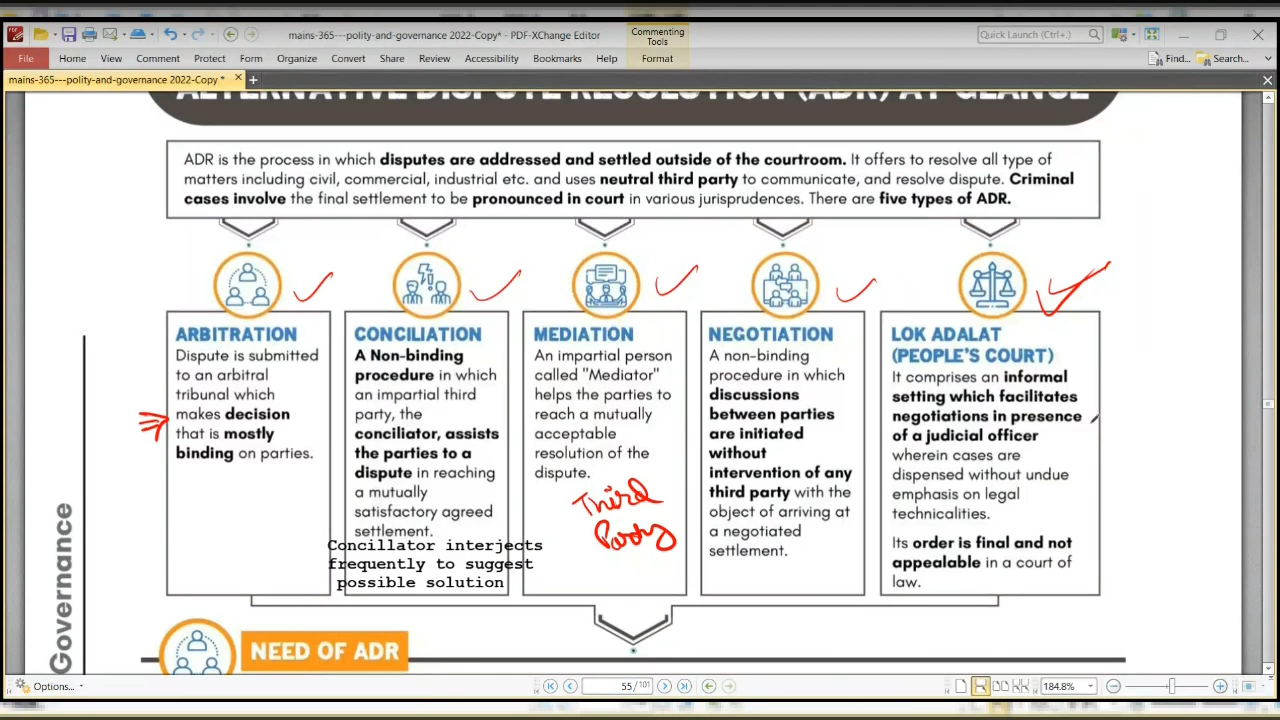 mains-365---polity-and-governance 2022-Copy* - PDF-XChange Editor
Commenting
Tools
Quick Launch (Ctrl+.)
File
Home
View
Comment
Protect
Form
Organize
Convert
Share
Review
Accessibility
Bookmarks
Help
Format
Find...
Search...
mains-365---polity-and-governance 2022-Copy *
ALTERNATIVE DISPUTE RESOLUTION (ADR) AT GLANCE
ADR is the process in which disputes are addressed and settled outside of the courtroom. It offers to resolve all type of
matters including civil, commercial, industrial etc. and uses neutral third party to communicate, and resolve dispute. Criminal
cases involve the final settlement to be pronounced in court in various jurisprudences. There are five types of ADR.
ARBITRATION
Dispute is submitted
to an arbitral
tribunal which
makes decision
that is mostly
binding on parties.
CONCILIATION
A Non-binding
procedure in which
an impartial third
party, the
conciliator, assists
the parties to a
dispute in reaching
a mutually
satisfactory agreed
settlement.
Concillator interjects
frequently to suggest
possible solution
MEDIATION
An impartial person
called "Mediator"
helps the parties to
reach a mutually
acceptable
resolution of the
dispute.
Third
Party
NEGOTIATION
A non-binding
procedure in which
discussions
between parties
are initiated
without
intervention of any
third party with the
object of arriving at
a negotiated
settlement.
LOK ADALAT
(PEOPLE'S COURT)
It comprises an informal
setting which facilitates
negotiations in presence
of a judicial officer
wherein cases are
dispensed without undue
emphasis on legal
technicalities.
Its order is final and not
appealable in a court of
law.
Governance
NEED OF ADR
Options...
55 /101
184.8%